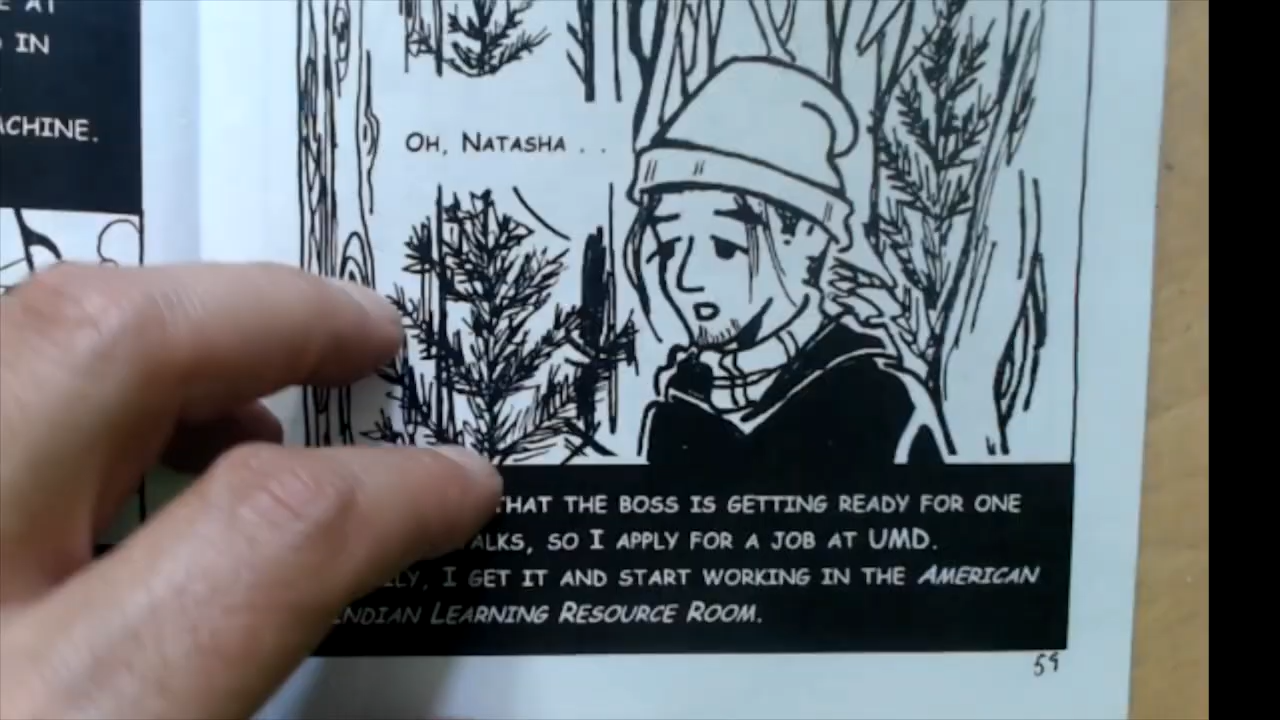 IN
ACHINE.
OH, NATASHA . .
THAT THE BOSS IS GETTING READY FOR ONE
ALKS, SO I APPLY FOR A JOB AT UMD.
ILY, I GET IT AND START WORKING IN THE AMERICAN
INDIAN LEARNING RESOURCE ROOM.
59